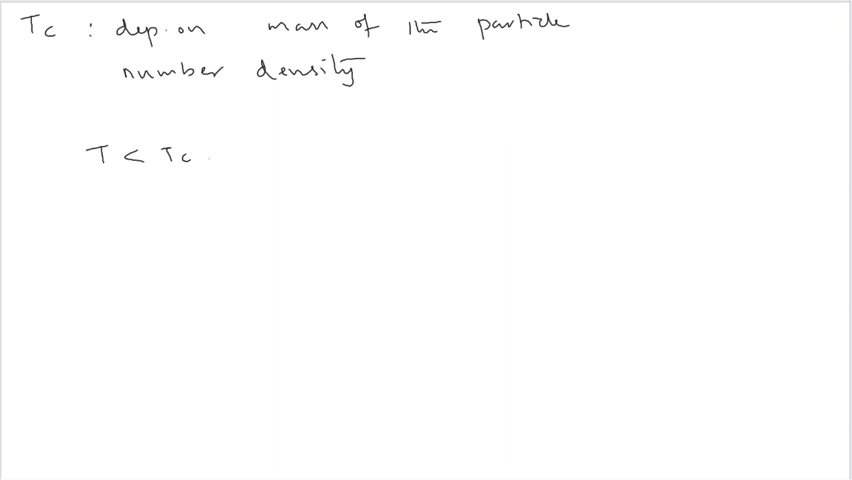 Tc : dep. on mass of the particle
number density
T < Tc